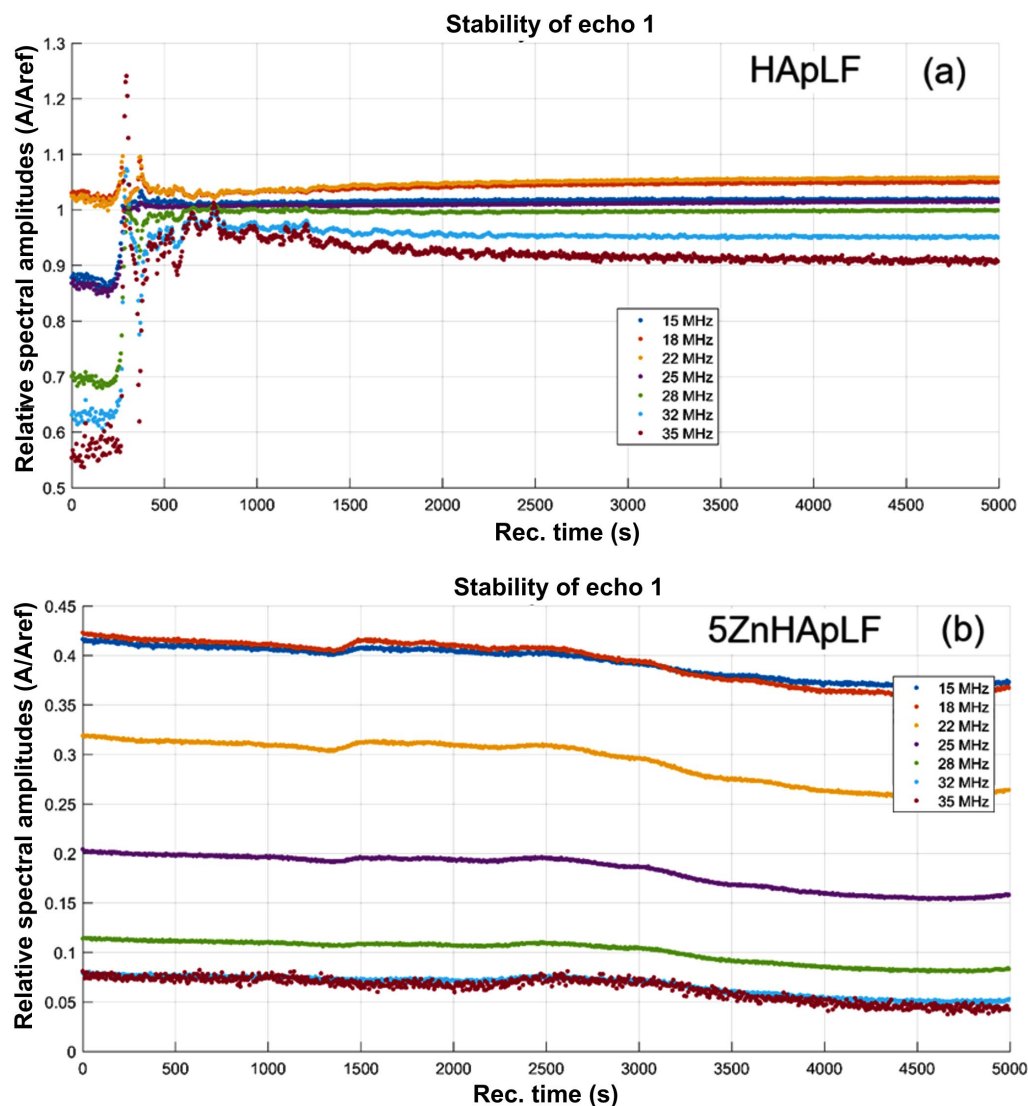 Stability of echo 1
HApLF (a)
Relative spectral amplitudes (A/Aref)
1.3
1.2
1.1
1
0.9
0.8
0.7
0.6
0.5
15 MHz
18 MHz
22 MHz
25 MHz
28 MHz
32 MHz
35 MHz
0 500 1000 1500 2000 2500 3000 3500 4000 4500 5000
Rec. time (s)
Stability of echo 1
5ZnHApLF (b)
Relative spectral amplitudes (A/Aref)
0.45
0.4
0.35
0.3
0.25
0.2
0.15
0.1
0.05
0
15 MHz
18 MHz
22 MHz
25 MHz
28 MHz
32 MHz
35 MHz
0 500 1000 1500 2000 2500 3000 3500 4000 4500 5000
Rec. time (s)